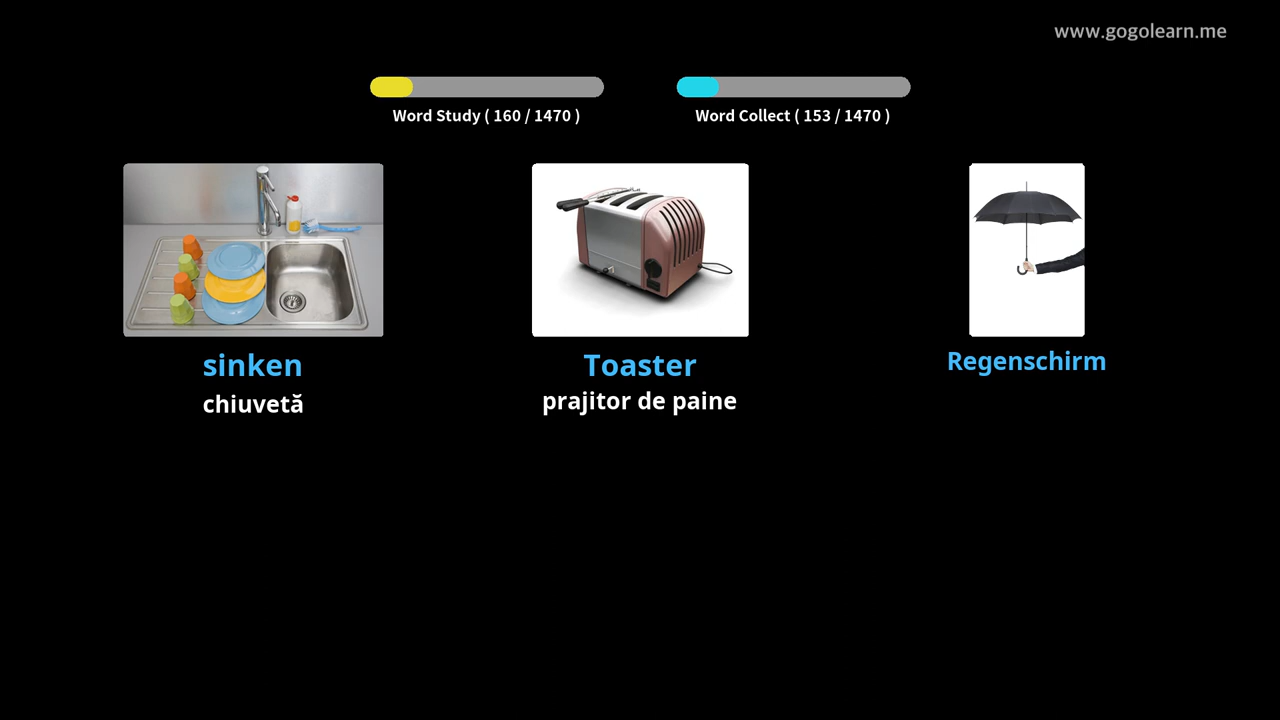 www.gogolearn.me
Word Study ( 160 / 1470 )
Word Collect ( 153 / 1470 )
sinken
chiuvetă
Toaster
prajitor de paine
Regenschirm